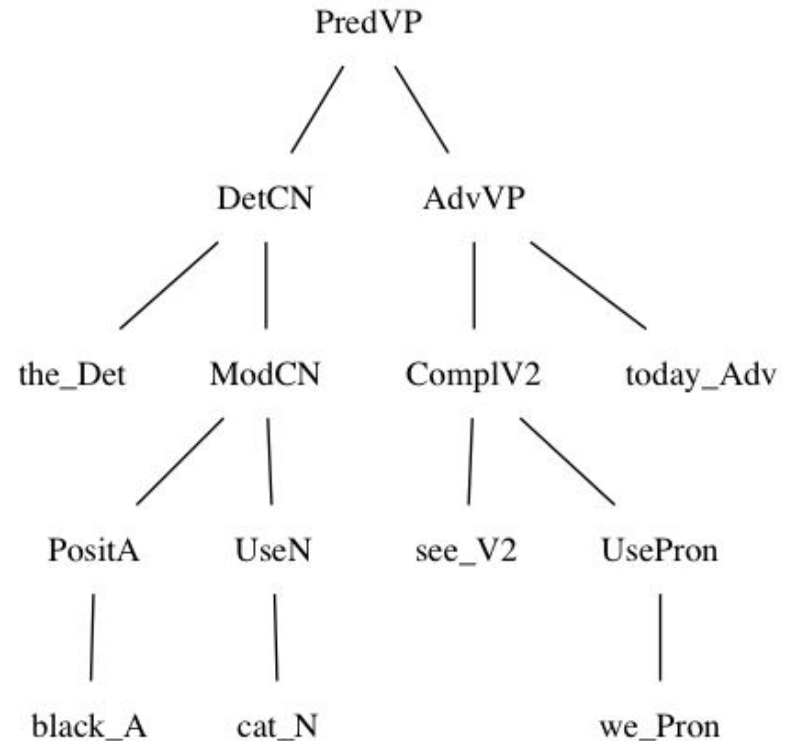 PredVP
DetCN AdvVP
the_Det ModCN ComplV2 today_Adv
PositA UseN see_V2 UsePron
black_A cat_N we_Pron